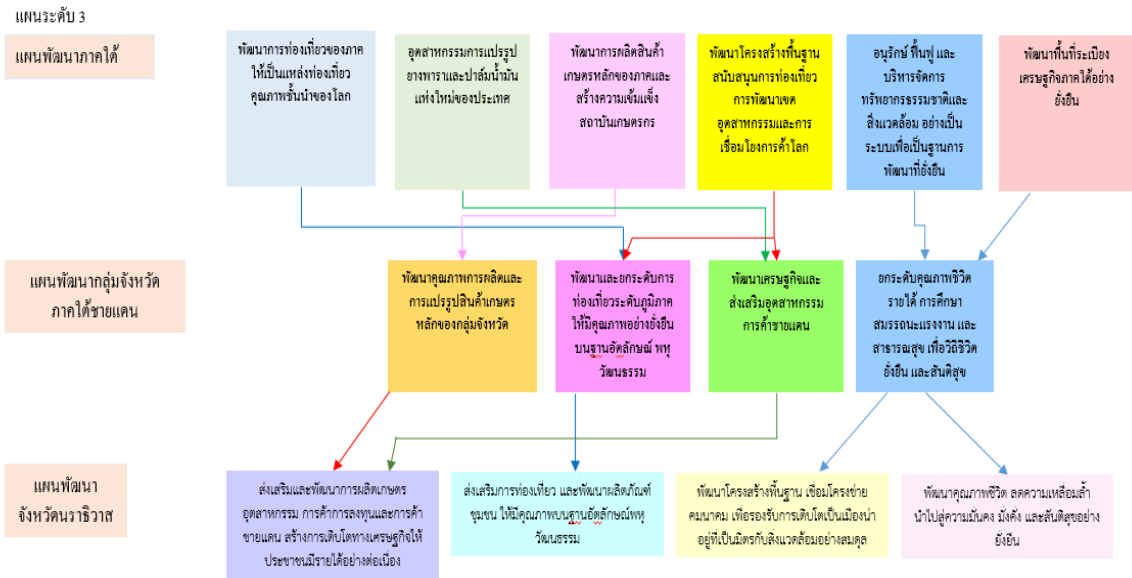 แผนระดับ 3
แผนพัฒนาภาคใต้
พัฒนาการท่องเที่ยวของภาค
ให้เป็นแหล่งท่องเที่ยว
คุณภาพชั้นนำของโลก
อุตสาหกรรมการแปรรูป
ยางพาราและปาล์มน้ำมัน
แห่งใหม่ของประเทศ
พัฒนาการผลิตสินค้า
เกษตรหลักของภาคและ
สร้างความเข้มแข็ง
สถาบันเกษตรกร
พัฒนาโครงสร้างพื้นฐาน
สนับสนุนการท่องเที่ยว
การพัฒนาเขต
อุตสาหกรรมและการ
เชื่อมโยงการค้าโลก
อนุรักษ์ ฟื้นฟู และ
บริหารจัดการ
ทรัพยากรธรรมชาติและ
สิ่งแวดล้อม อย่างเป็น
ระบบเพื่อเป็นฐานการ
พัฒนาที่ยั่งยืน
พัฒนาพื้นที่ระเบียง
เศรษฐกิจภาคใต้อย่าง
ยั่งยืน
แผนพัฒนากลุ่มจังหวัด
ภาคใต้ชายแดน
พัฒนาคุณภาพการผลิตและ
การแปรรูปสินค้าเกษตร
หลักของกลุ่มจังหวัด
พัฒนาและยกระดับการ
ท่องเที่ยวระดับภูมิภาค
ให้มีคุณภาพอย่างยั่งยืน
บนฐานอัตลักษณ์ พหุ
วัฒนธรรม
พัฒนาเศรษฐกิจและ
ส่งเสริมอุตสาหกรรม
การค้าชายแดน
ยกระดับคุณภาพชีวิต
รายได้ การศึกษา
สมรรถนะแรงงาน และ
สาธารณสุข เพื่อวิถีชีวิต
ยั่งยืน และสันติสุข
แผนพัฒนา
จังหวัดนราธิวาส
ส่งเสริมและพัฒนาการผลิตเกษตร
อุตสาหกรรม การค้าการลงทุนและการค้า
ชายแดน สร้างการเติบโตทางเศรษฐกิจให้
ประชาชนมีรายได้อย่างต่อเนื่อง
ส่งเสริมการท่องเที่ยว และพัฒนาผลิตภัณฑ์
ชุมชน ให้มีคุณภาพบนฐานอัตลักษณ์พหุ
วัฒนธรรม
พัฒนาโครงสร้างพื้นฐาน เชื่อมโครงข่าย
คมนาคม เพื่อรองรับการเติบโตเป็นเมืองน่า
อยู่ที่เป็นมิตรกับสิ่งแวดล้อมอย่างสมดุล
พัฒนาคุณภาพชีวิต ลดความเหลื่อมล้ำ
นำไปสู่ความมั่นคง มั่งคั่ง และสันติสุขอย่าง
ยั่งยืน